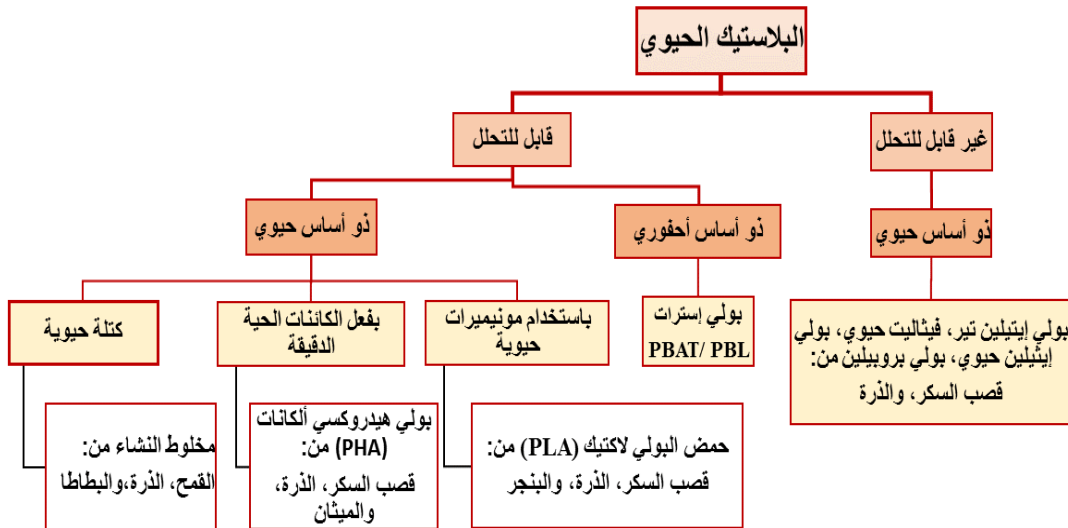 البلاستيك الحيوي
غير قابل للتحلل
قابل للتحلل
ذو أساس حيوي
ذو أساس أحفوري
ذو أساس حيوي
بولي إيتيلين تير، فيثاليت حيوي، بولي
إيثيلين حيوي، بولي بروبيلين من:
قصب السكر، والذرة
بولي إسترات
PBAT/ PBL
باستخدام مونيميرات
حيوية
بفعل الكائنات الحية
الدقيقة
كتلة حيوية
حمض البولي لاكتيك (PLA) من:
قصب السكر، الذرة، والبنجر
بولي هيدروكسي ألكانات
(PHA) من:
قصب السكر، الذرة،
والميثان
مخلوط النشاء من:
القمح، الذرة،والبطاطا